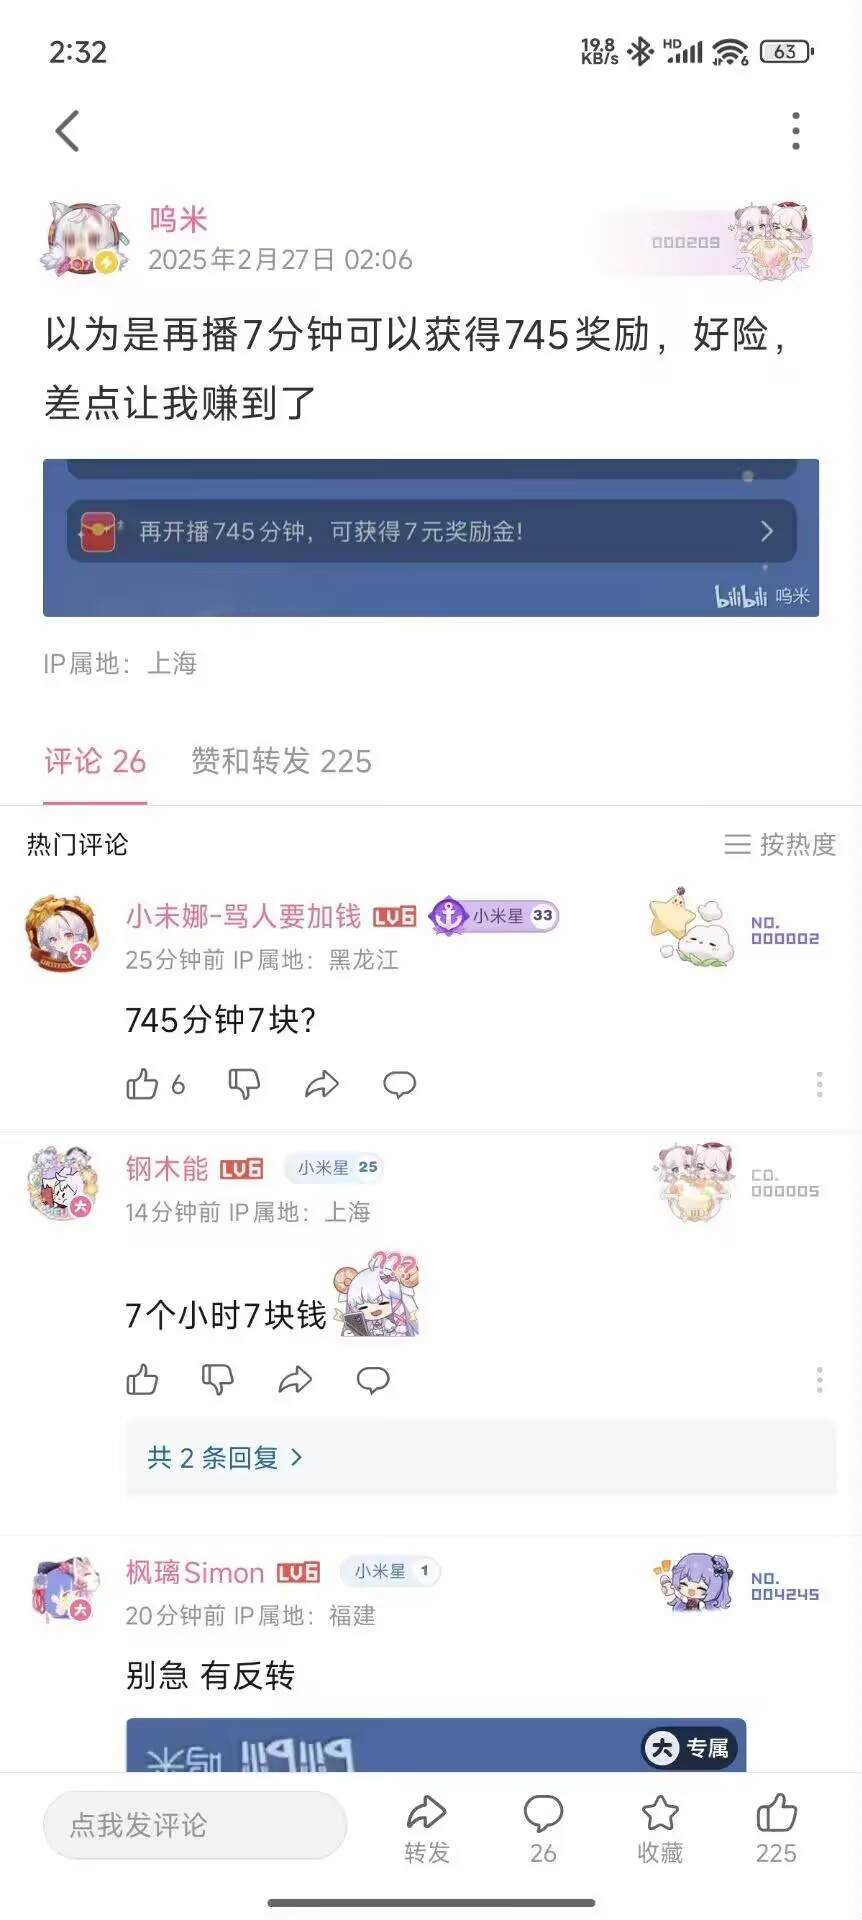 2:32
19.8 KB/s HD 6 63
呜米
2025年2月27日 02:06
000209
以为是再播7分钟可以获得745奖励，好险，
差点让我赚到了
再开播745分钟，可获得7元奖励金!
bilibili 呜米
IP属地：上海
评论 26 赞和转发 225
热门评论 按热度
小未娜-骂人要加钱 LV6 小米星 33
NO.
000002
25分钟前 IP属地：黑龙江
745分钟7块?
6
钢木能 LV6 小米星 25
CO.
000005
14分钟前 IP属地：上海
???
7个小时7块钱
共 2 条回复 >
枫璃Simon LV6 小米星 1
NO.
004245
20分钟前 IP属地：福建
别急 有反转
大 专属
呜米 bilibili
点我发评论
转发 26 收藏 225